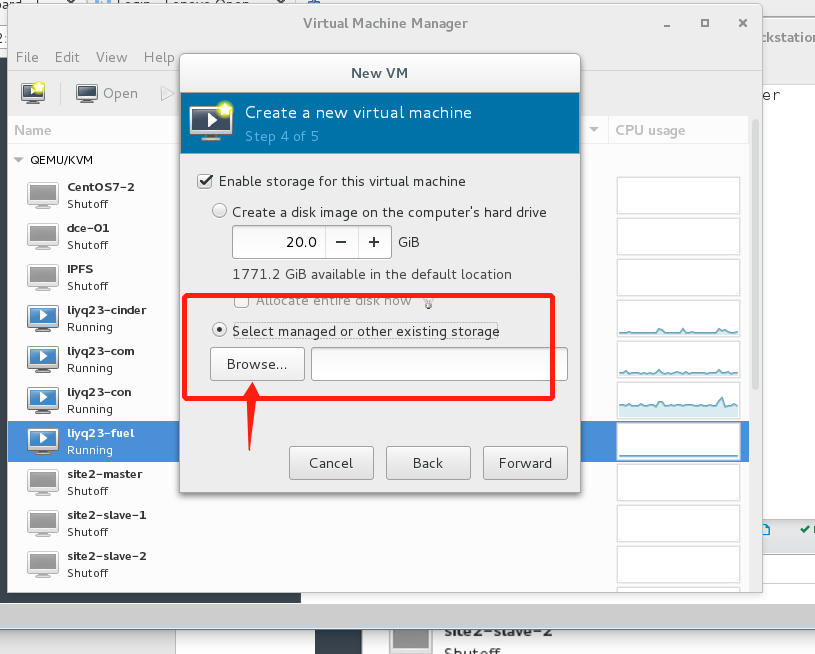 Virtual Machine Manager
File Edit View Help
Open
Name
CPU usage
QEMU/KVM
CentOS7-2
Shutoff
dce-01
Shutoff
IPFS
Shutoff
liyq23-cinder
Running
liyq23-com
Running
liyq23-con
Running
liyq23-fuel
Running
site2-master
Shutoff
site2-slave-1
Shutoff
site2-slave-2
Shutoff
New VM
Create a new virtual machine
Step 4 of 5
Enable storage for this virtual machine
Create a disk image on the computer's hard drive
20.0 − + GiB
1771.2 GiB available in the default location
Allocate entire disk now
Select managed or other existing storage
Browse...
Cancel Back Forward
site2-slave-2
Shutoff